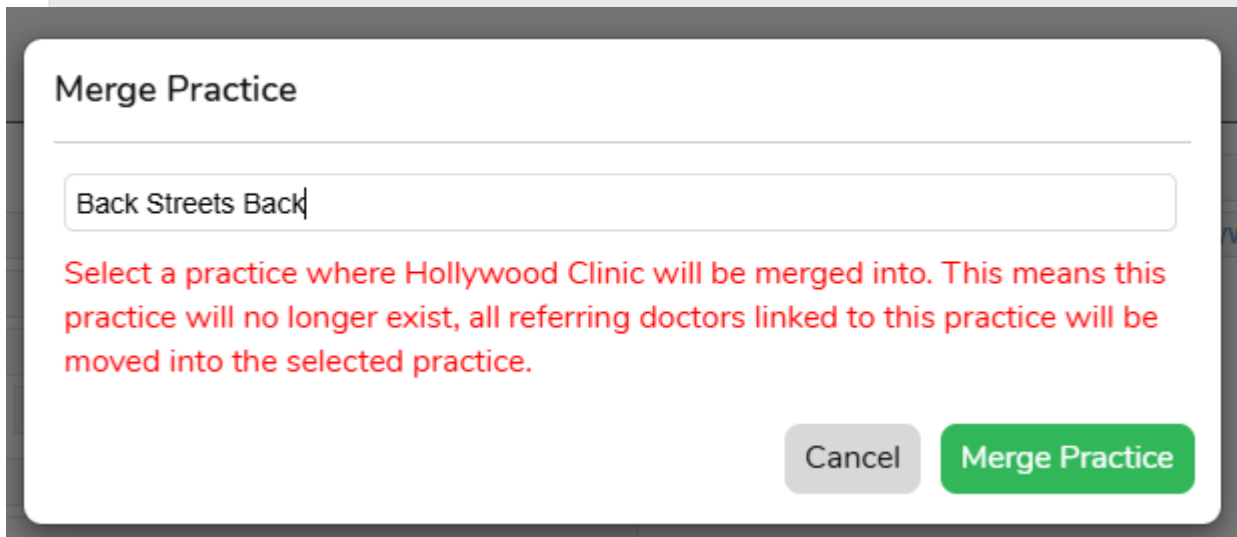 Merge Practice
Back Streets Back
Select a practice where Hollywood Clinic will be merged into. This means this
practice will no longer exist, all referring doctors linked to this practice will be
moved into the selected practice.
Cancel
Merge Practice